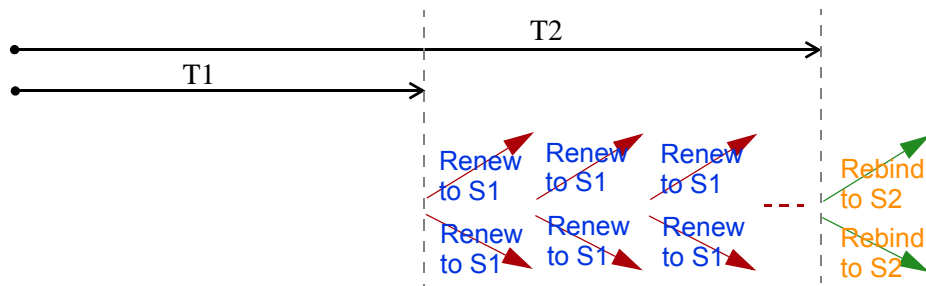 T2
T1
Renew
to S1
Renew
to S1
Renew
to S1
Rebind
to S2
Renew
to S1
Renew
to S1
Renew
to S1
Rebind
to S2